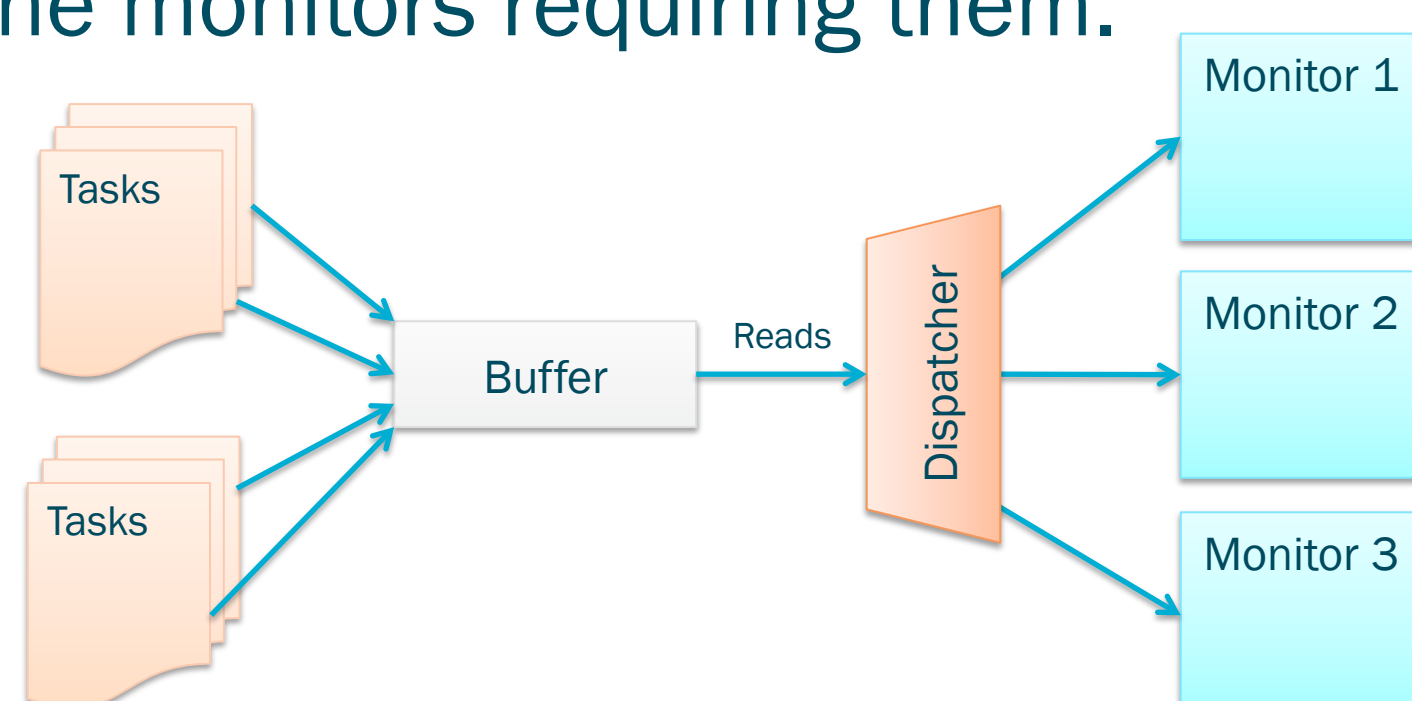 he monitors requiring them.
Tasks
Tasks
Buffer
Reads
Dispatcher
Monitor 1
Monitor 2
Monitor 3